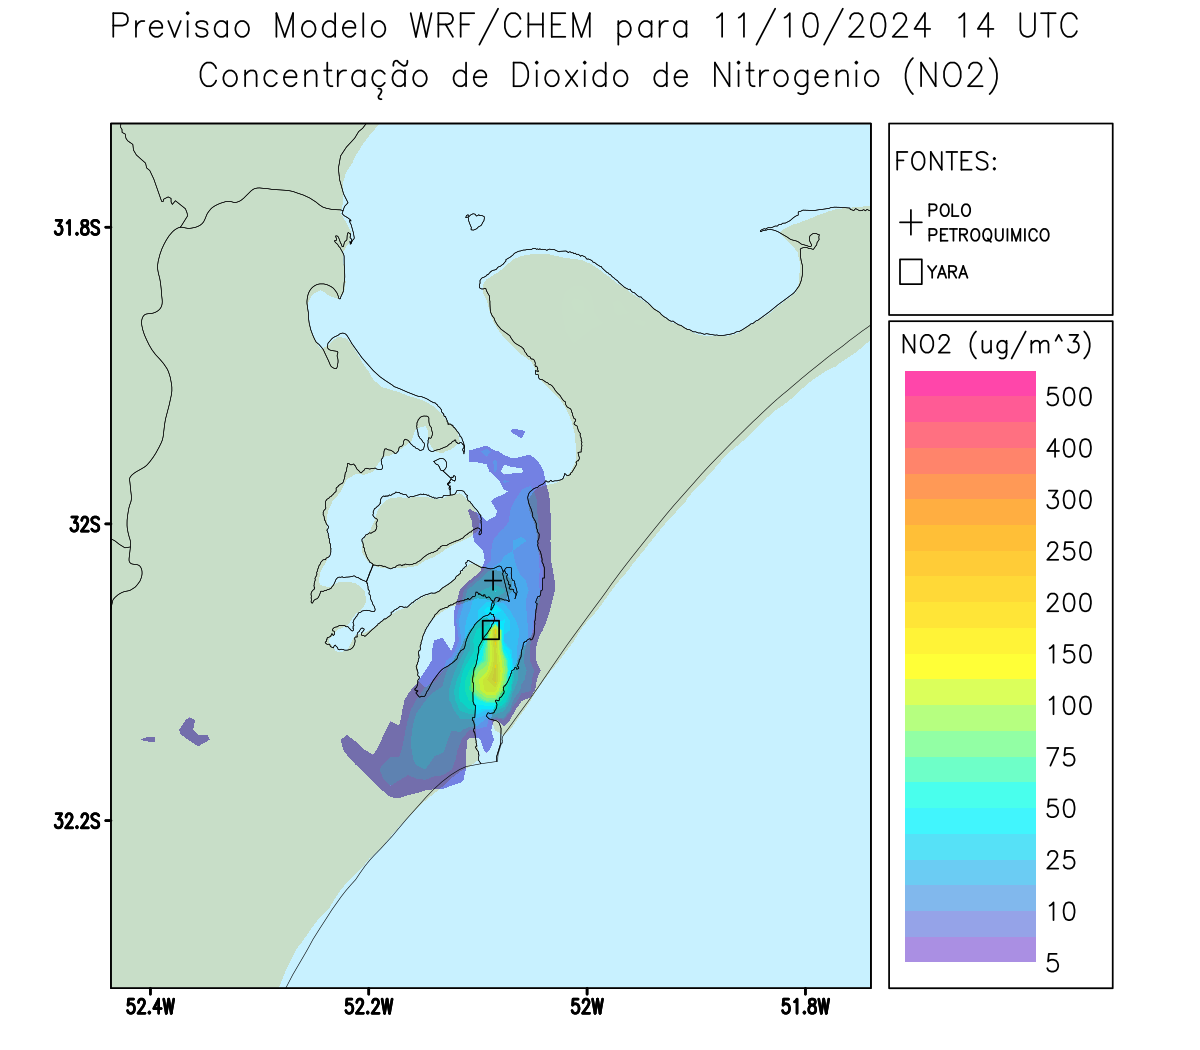 Previsao Modelo WRF/CHEM para 11/10/2024 14 UTC
Concentração de Dioxido de Nitrogenio (NO2)
FONTES:
POLO
PETROQUIMICO
YARA
NO2 (ug/m^3)
500
400
300
250
200
150
100
75
50
25
10
5
31.8S
32S
32.2S
52.4W
52.2W
52W
51.8W